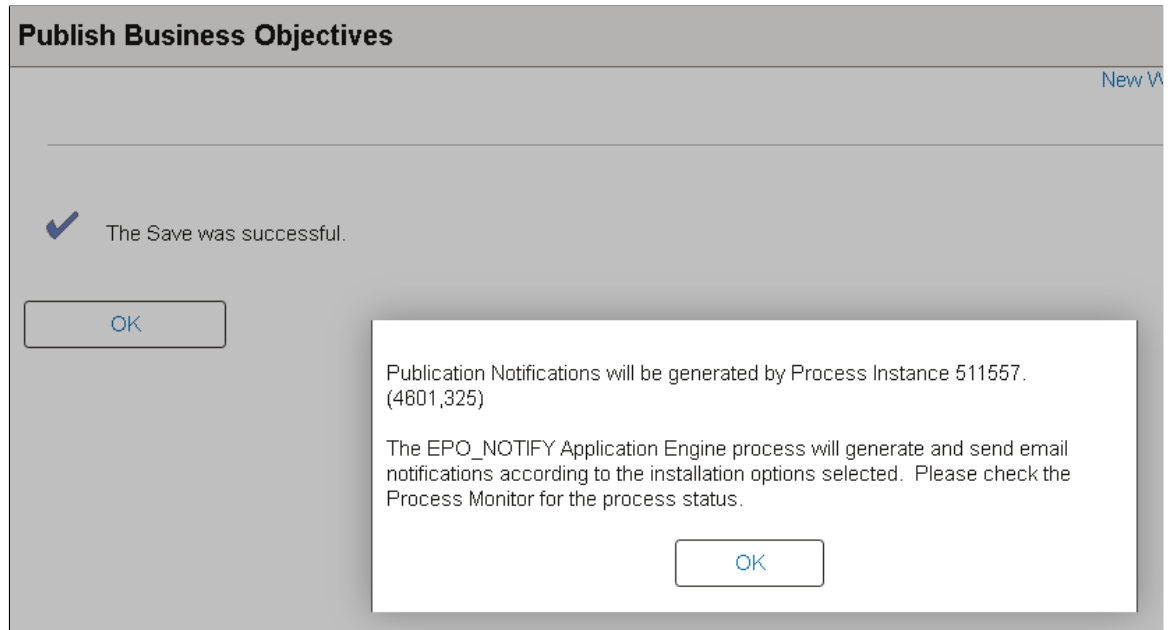 Publish Business Objectives
New W
The Save was successful.
OK
Publication Notifications will be generated by Process Instance 511557.
(4601,325)
The EPO_NOTIFY Application Engine process will generate and send email
notifications according to the installation options selected.  Please check the
Process Monitor for the process status.
OK